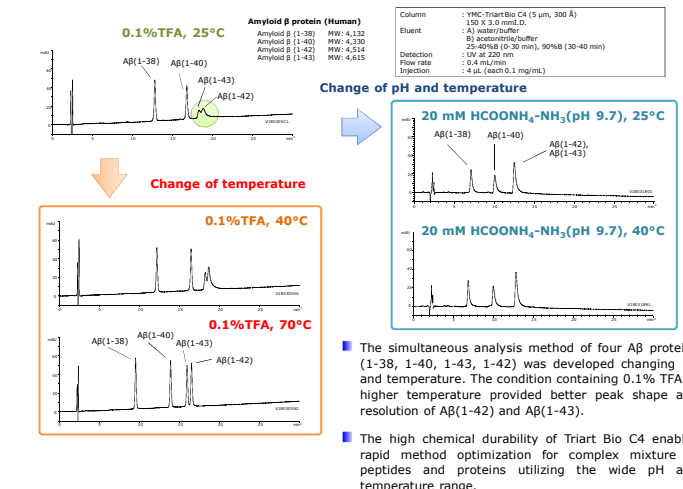 0.1%TFA, 25°C
Amyloid β protein (Human)
Amyloid β (1-38) MW: 4,132
Amyloid β (1-40) MW: 4,330
Amyloid β (1-42) MW: 4,514
Amyloid β (1-43) MW: 4,615
Column : YMC-Triart Bio C4 (5 µm, 300 Å)
150 X 3.0 mmI.D.
Eluent : A) water/buffer
B) acetonitrile/buffer
25-40%B (0-30 min), 90%B (30-40 min)
Detection : UV at 220 nm
Flow rate : 0.4 mL/min
Injection : 4 µL (each 0.1 mg/mL)
Aβ(1-38)
Aβ(1-40)
Aβ(1-43)
Aβ(1-42)
Change of pH and temperature
Change of temperature
20 mM HCOONH₄-NH₃(pH 9.7), 25°C
Aβ(1-38)
Aβ(1-40)
Aβ(1-42),
Aβ(1-43)
20 mM HCOONH₄-NH₃(pH 9.7), 40°C
0.1%TFA, 40°C
0.1%TFA, 70°C
Aβ(1-38)
Aβ(1-40)
Aβ(1-43)
Aβ(1-42)
The simultaneous analysis method of four Aβ protei
(1-38, 1-40, 1-43, 1-42) was developed changing
and temperature. The condition containing 0.1% TFA
higher temperature provided better peak shape a
resolution of Aβ(1-42) and Aβ(1-43).
The high chemical durability of Triart Bio C4 enabl
rapid method optimization for complex mixture
peptides and proteins utilizing the wide pH a
temperature range.